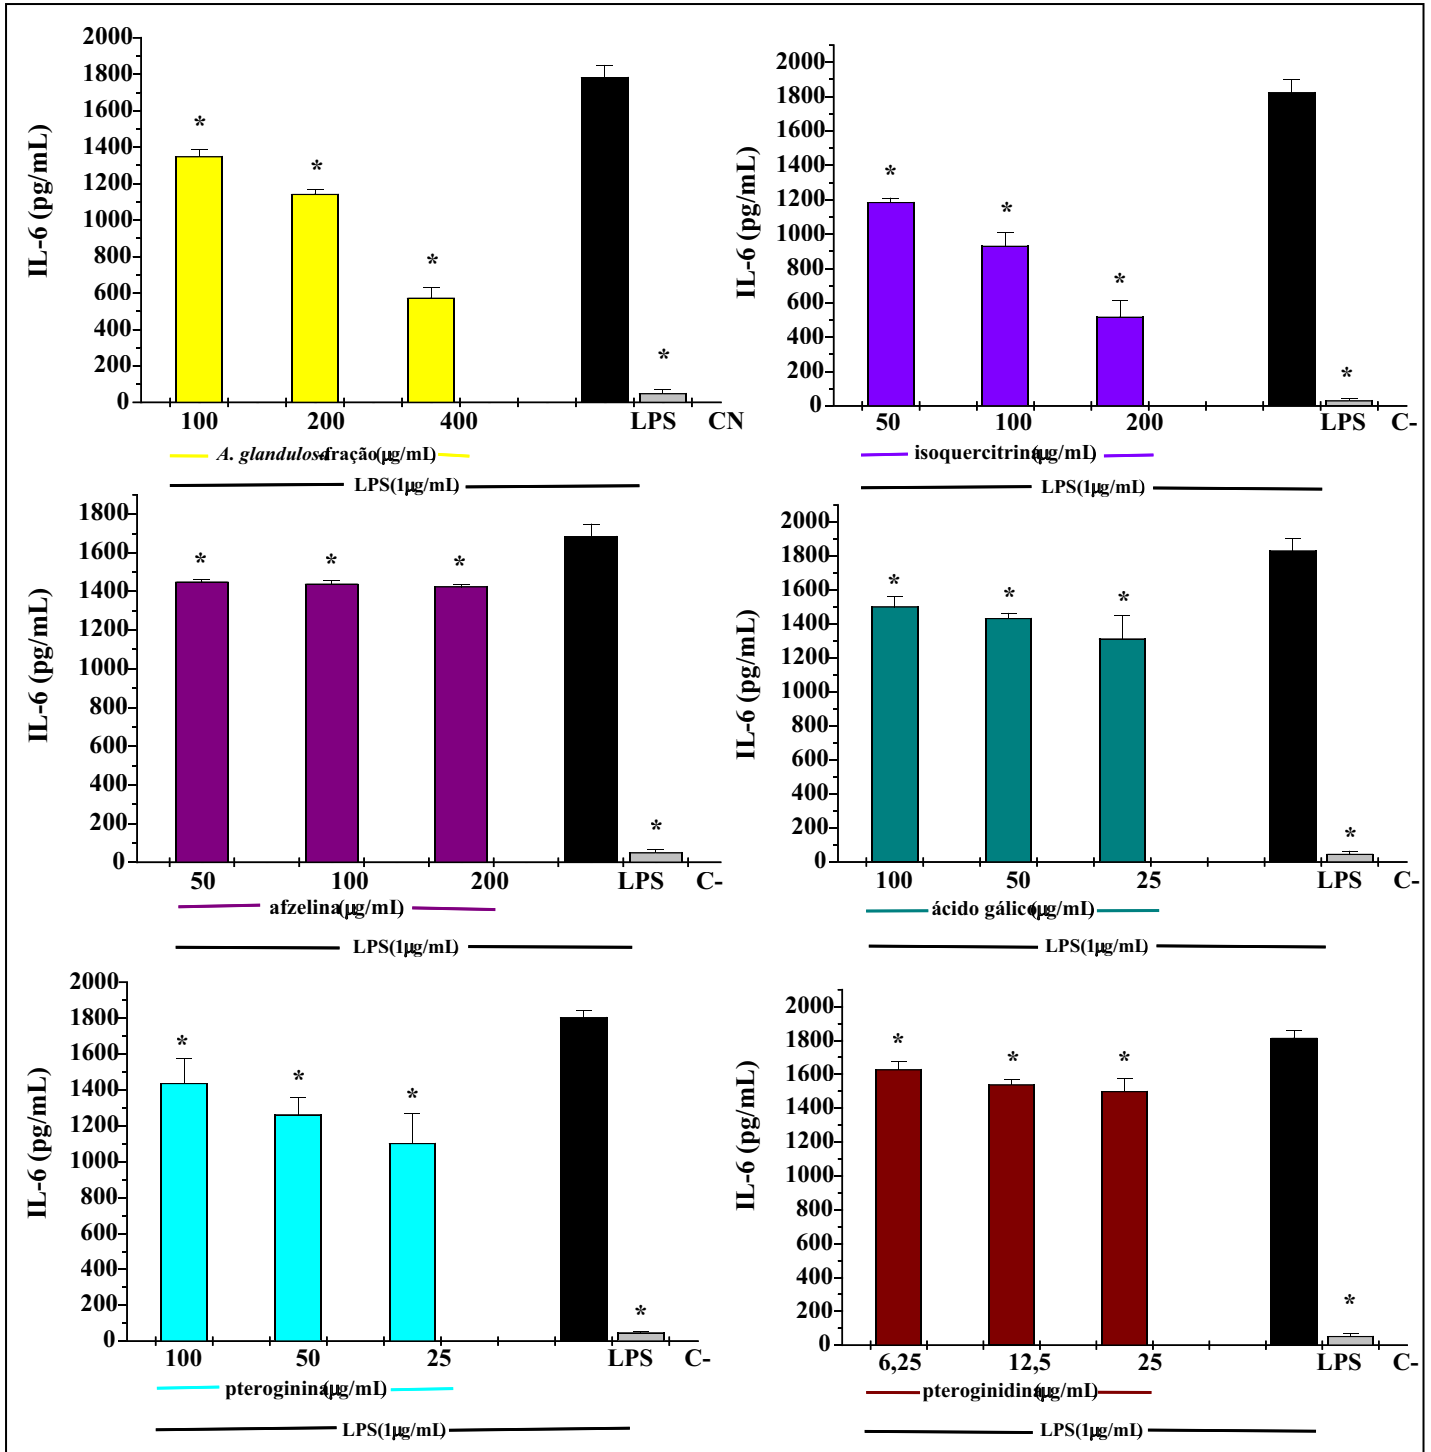 2000
1800
1600
1400
1200
1000
800
600
400
200
0
IL-6 (pg/mL)
* * * *
100 200 400 LPS CN
A. glandulosa fração (µg/mL)
LPS (1µg/mL)
2000
1800
1600
1400
1200
1000
800
600
400
200
0
IL-6 (pg/mL)
* * * *
50 100 200 LPS C-
isoquercitrina (µg/mL)
LPS (1µg/mL)
1800
1600
1400
1200
1000
800
600
400
200
0
IL-6 (pg/mL)
* * * *
50 100 200 LPS C-
afzelina (µg/mL)
LPS (1µg/mL)
2000
1800
1600
1400
1200
1000
800
600
400
200
0
IL-6 (pg/mL)
* * * *
100 50 25 LPS C-
ácido gálico (µg/mL)
LPS (1µg/mL)
2000
1800
1600
1400
1200
1000
800
600
400
200
0
IL-6 (pg/mL)
* * * *
100 50 25 LPS C-
pteroginina (µg/mL)
LPS (1µg/mL)
2000
1800
1600
1400
1200
1000
800
600
400
200
0
IL-6 (pg/mL)
* * * *
6,25 12,5 25 LPS C-
pteroginidina (µg/mL)
LPS (1µg/mL)